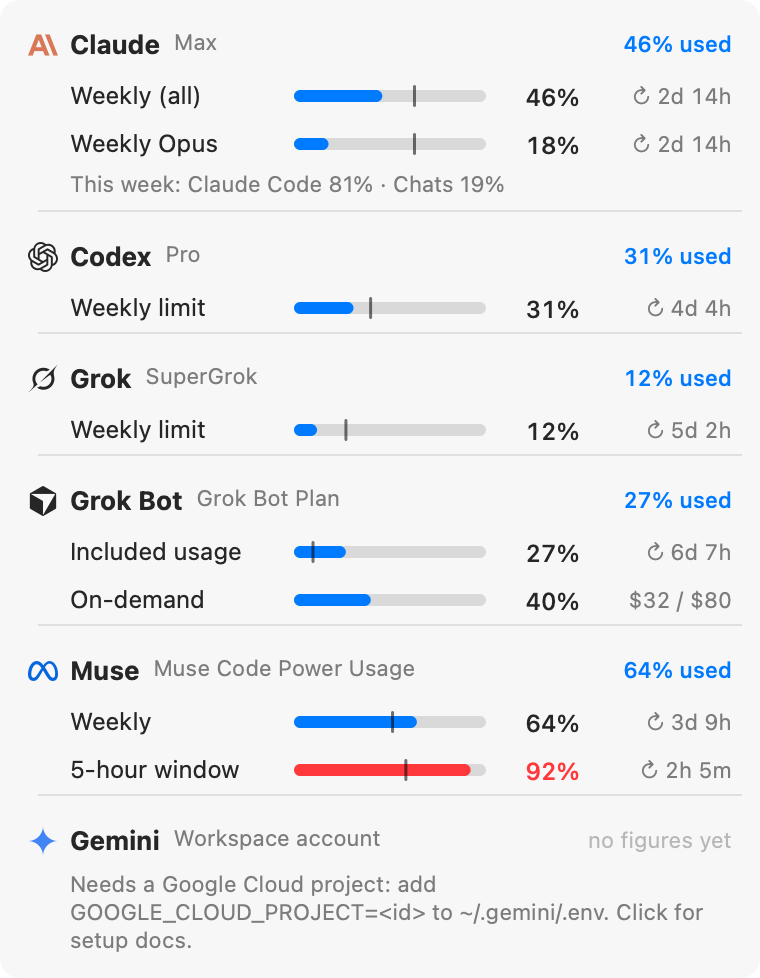 Claude Max 46% used
Weekly (all) 46% 2d 14h
Weekly Opus 18% 2d 14h
This week: Claude Code 81% · Chats 19%
Codex Pro 31% used
Weekly limit 31% 4d 4h
Grok SuperGrok 12% used
Weekly limit 12% 5d 2h
Grok Bot Grok Bot Plan 27% used
Included usage 27% 6d 7h
On-demand 40% $32 / $80
Muse Muse Code Power Usage 64% used
Weekly 64% 3d 9h
5-hour window 92% 2h 5m
Gemini Workspace account no figures yet
Needs a Google Cloud project: add
GOOGLE_CLOUD_PROJECT=<id> to ~/.gemini/.env. Click for
setup docs.